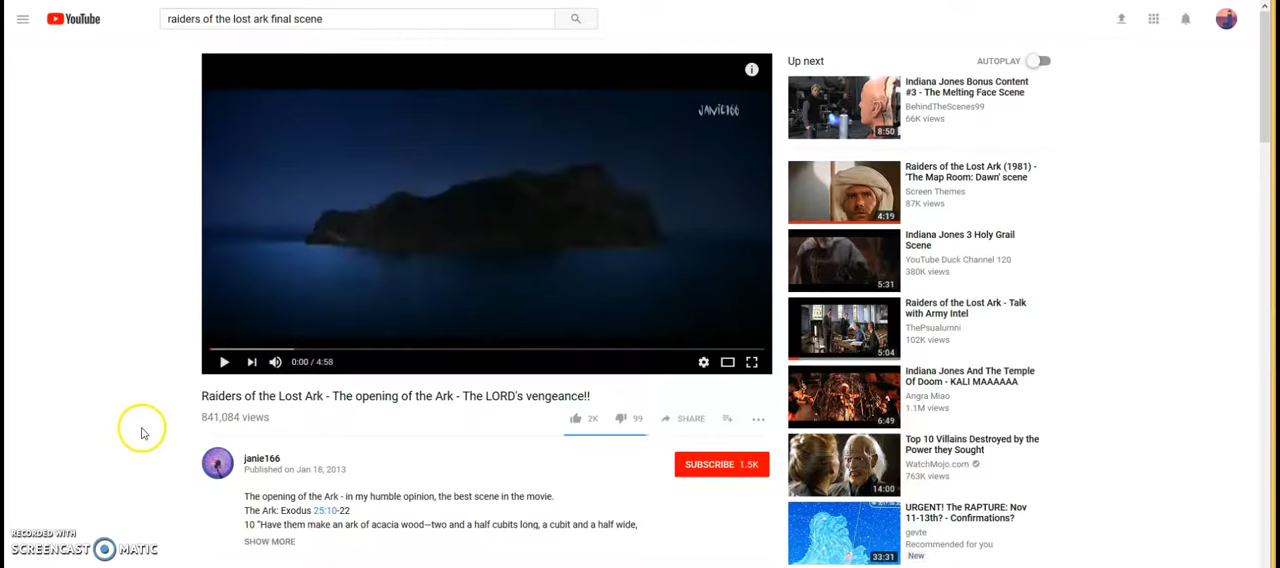 YouTube
raiders of the lost ark final scene
JANIE166
0:00 / 4:58
Raiders of the Lost Ark - The opening of the Ark - The LORD's vengeance!!
841,084 views
2K
99
SHARE
janie166
Published on Jan 18, 2013
SUBSCRIBE 1.5K
The opening of the Ark - in my humble opinion, the best scene in the movie.
The Ark: Exodus 25:10-22
10 “Have them make an ark of acacia wood—two and a half cubits long, a cubit and a half wide,
SHOW MORE
Up next
AUTOPLAY
Indiana Jones Bonus Content
#3 - The Melting Face Scene
BehindTheScenes99
66K views
8:50
Raiders of the Lost Ark (1981) -
'The Map Room: Dawn' scene
Screen Themes
87K views
4:19
Indiana Jones 3 Holy Grail
Scene
YouTube Duck Channel 120
380K views
5:31
Raiders of the Lost Ark - Talk
with Army Intel
ThePsualumni
102K views
5:04
Indiana Jones And The Temple
Of Doom - KALI MAAAAAA
Angra Miao
1.1M views
6:49
Top 10 Villains Destroyed by the
Power they Sought
WatchMojo.com
763K views
14:00
URGENT! The RAPTURE: Nov
11-13th? - Confirmations?
gevte
Recommended for you
New
33:31
RECORDED WITH
SCREENCAST MATIC